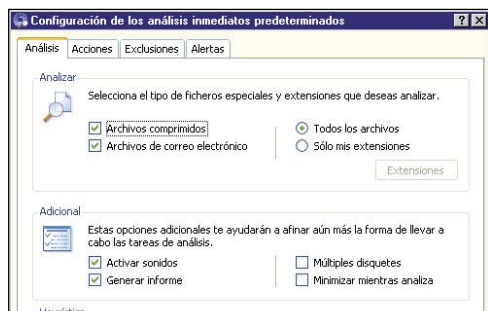 Configuración de los análisis inmediatos predeterminados
Análisis Acciones Exclusiones Alertas
Analizar
Selecciona el tipo de ficheros especiales y extensiones que deseas analizar.
Archivos comprimidos
Todos los archivos
Archivos de correo electrónico
Sólo mis extensiones
Extensiones
Adicional
Estas opciones adicionales te ayudarán a afinar aún más la forma de llevar a
cabo las tareas de análisis.
Activar sonidos
Múltiples disquetes
Generar informe
Minimizar mientras analiza